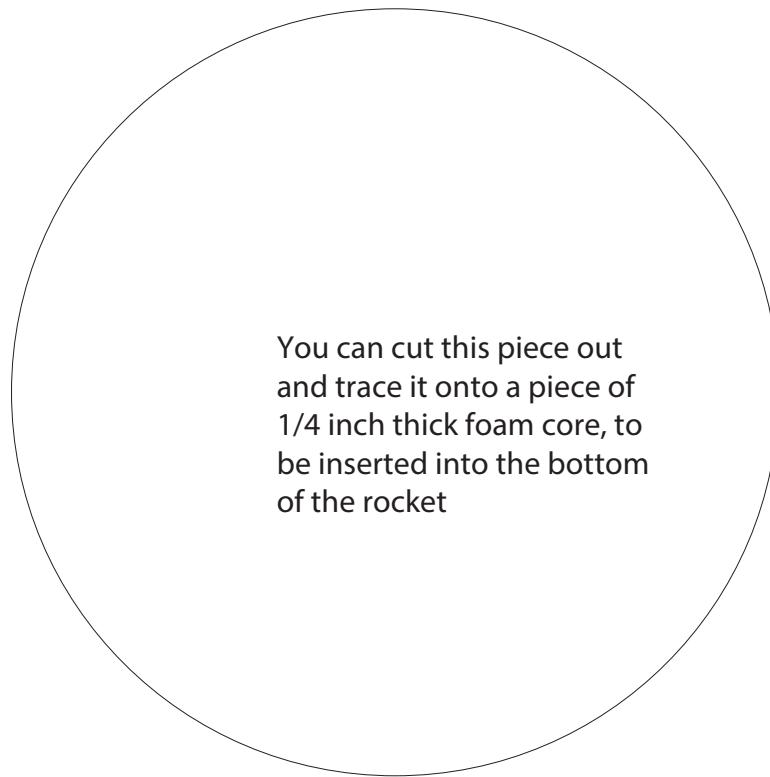 You can cut this piece out
and trace it onto a piece of
1/4 inch thick foam core, to
be inserted into the bottom
of the rocket